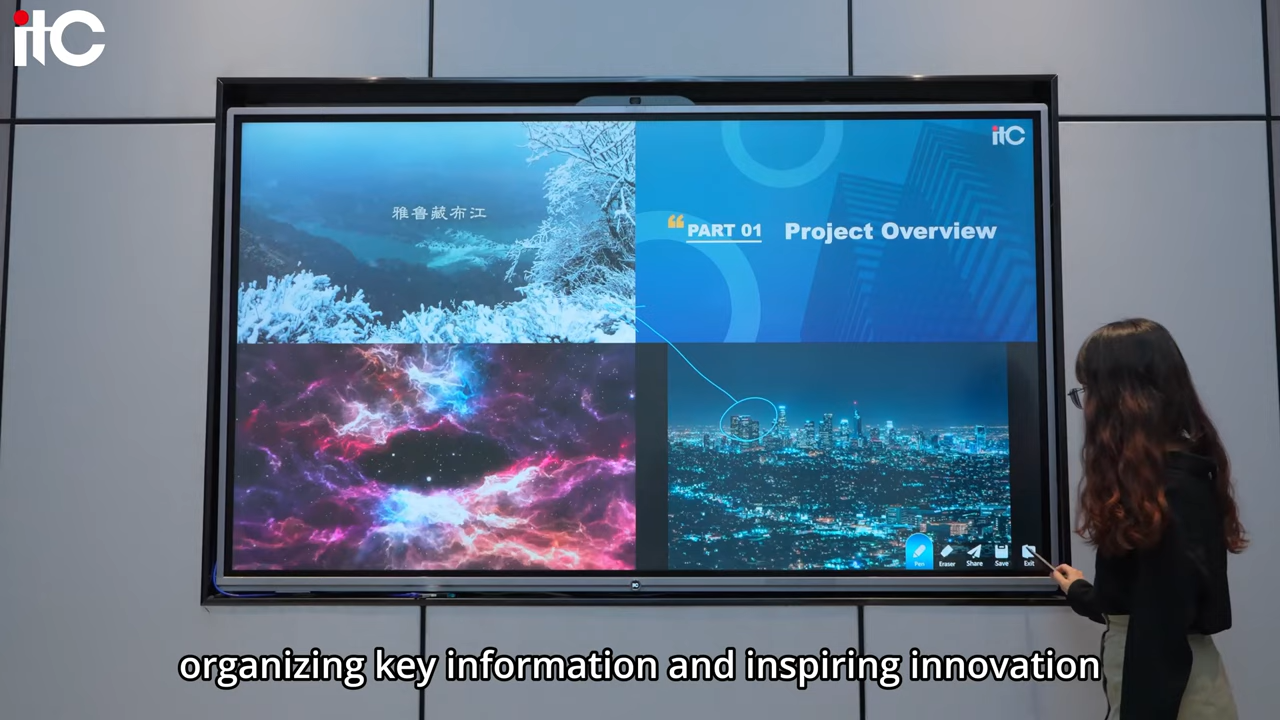 itC
雅鲁藏布江
itC
“ PART 01 Project Overview
Pen Eraser Share Save Exit
itC
organizing key information and inspiring innovation